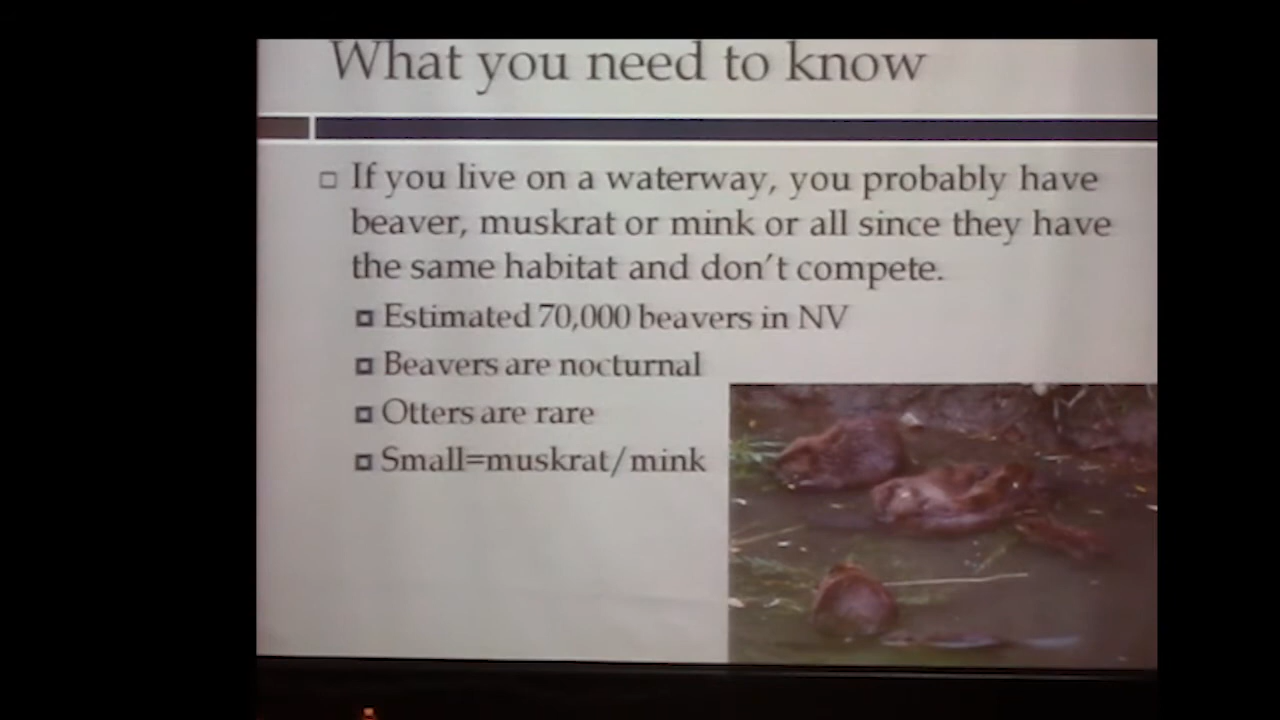 What you need to know
If you live on a waterway, you probably have
beaver, muskrat or mink or all since they have
the same habitat and don't compete.
Estimated 70,000 beavers in NV
Beavers are nocturnal
Otters are rare
Small=muskrat/mink